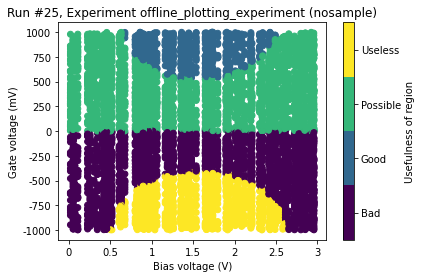 Run #25, Experiment offline_plotting_experiment (nosample)
1000
750
500
250
0
-250
-500
-750
-1000
Gate voltage (mV)
0
0.5
1
1.5
2
2.5
3
Bias voltage (V)
Useless
Possible
Good
Bad
Usefulness of region